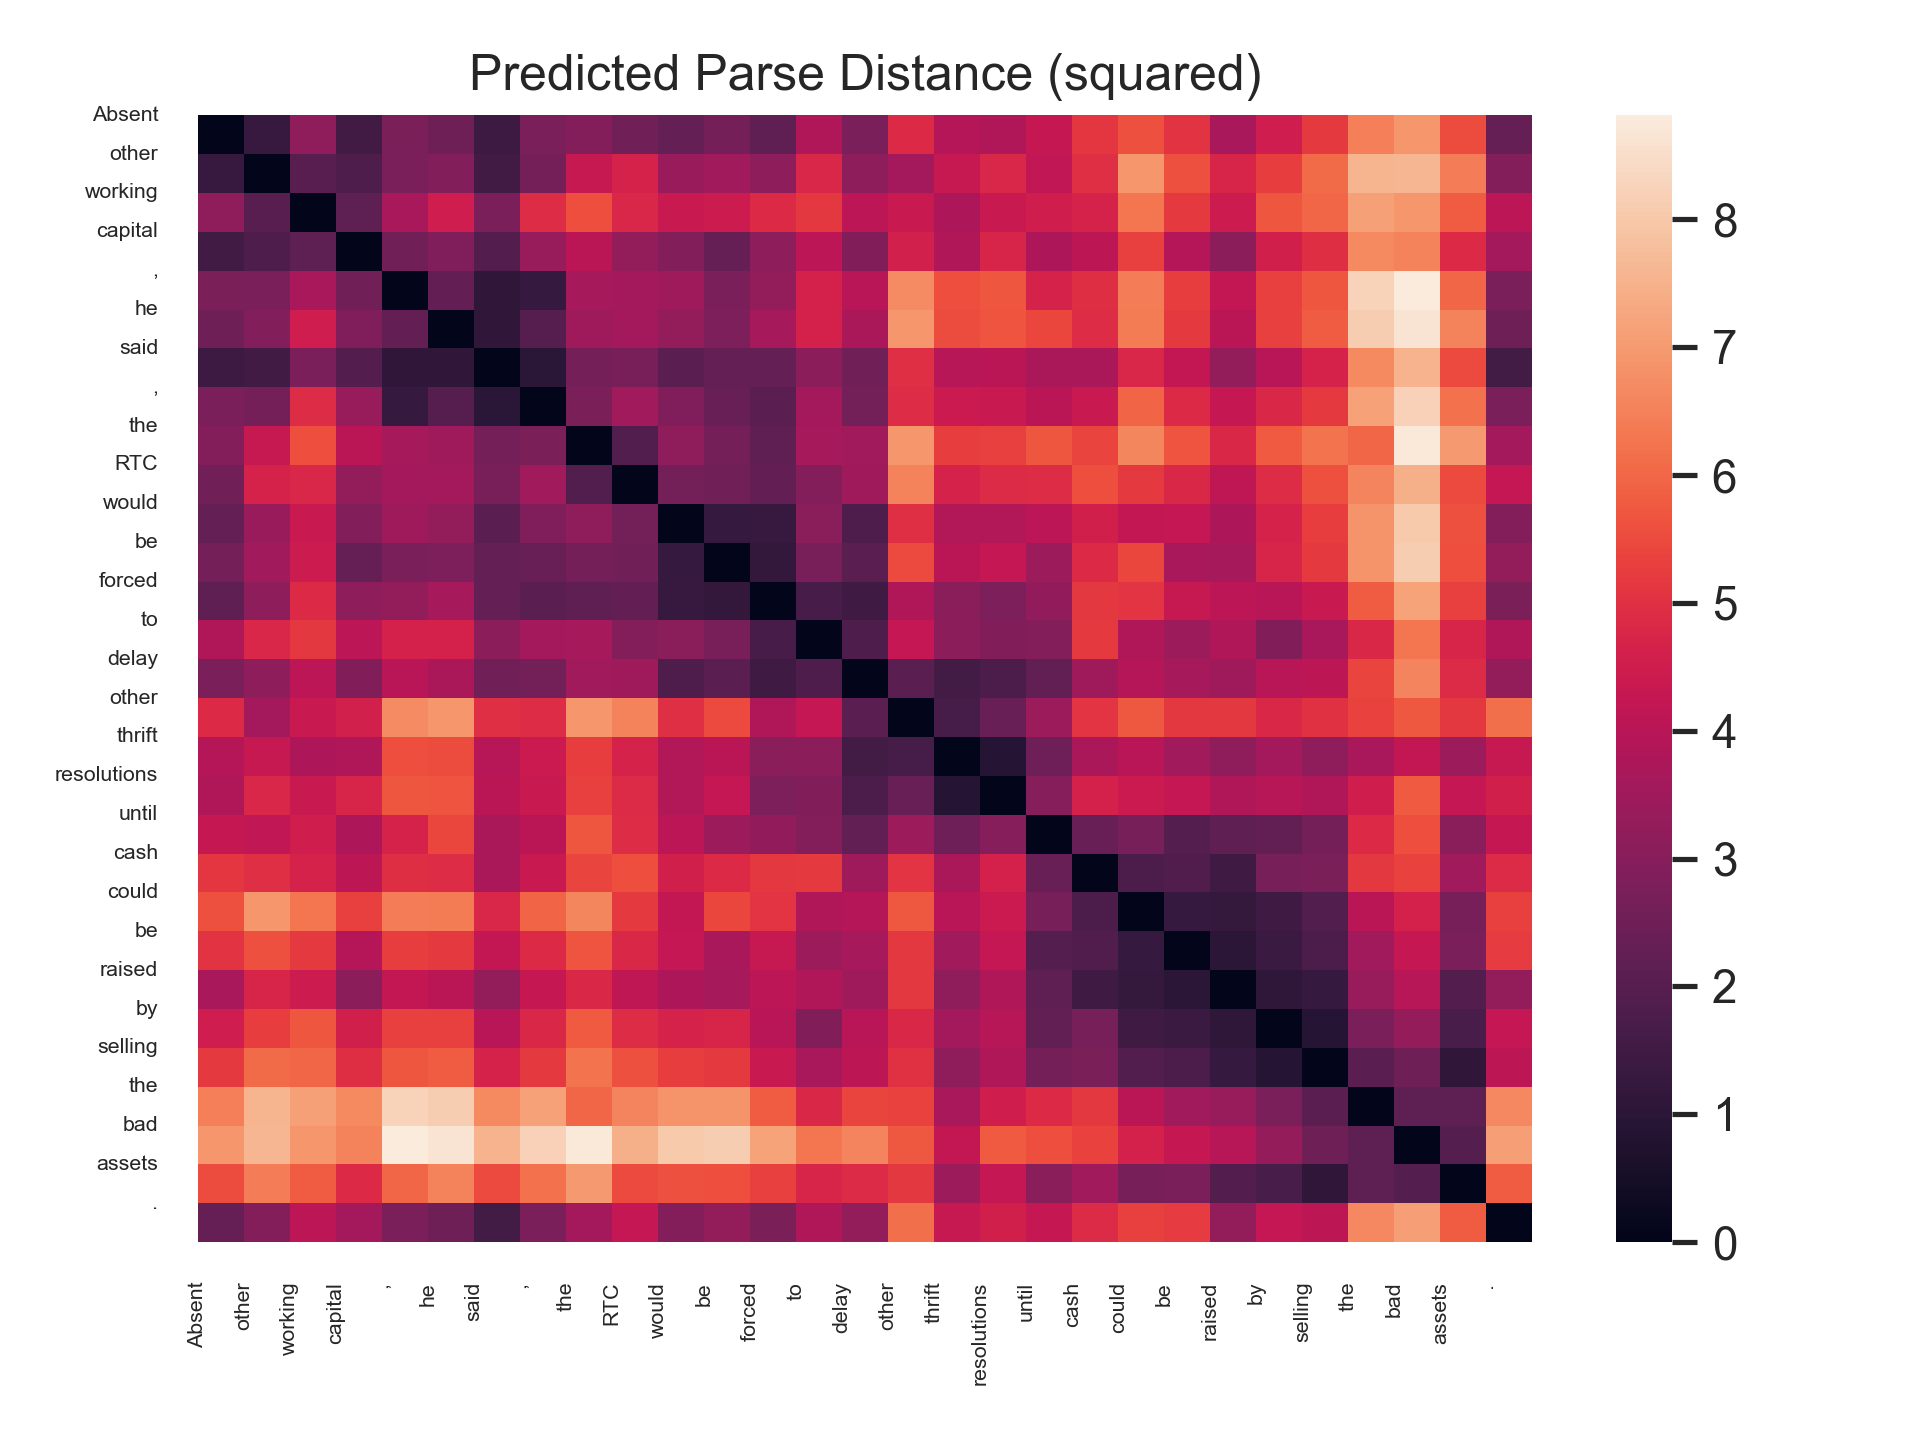 Predicted Parse Distance (squared)
Absent
other
working
capital
,
he
said
,
the
RTC
would
be
forced
to
delay
other
thrift
resolutions
until
cash
could
be
raised
by
selling
the
bad
assets
.
8
7
6
5
4
3
2
1
0
Absent
other
working
capital
,
he
said
,
the
RTC
would
be
forced
to
delay
other
thrift
resolutions
until
cash
could
be
raised
by
selling
the
bad
assets
.